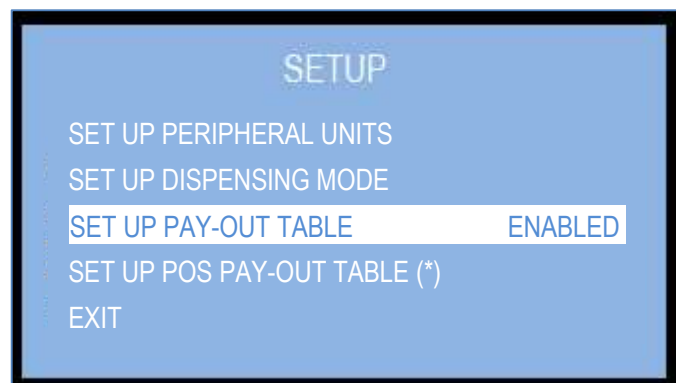 SETUP
SET UP PERIPHERAL UNITS
SET UP DISPENSING MODE
SET UP PAY-OUT TABLE ENABLED
SET UP POS PAY-OUT TABLE (*)
EXIT